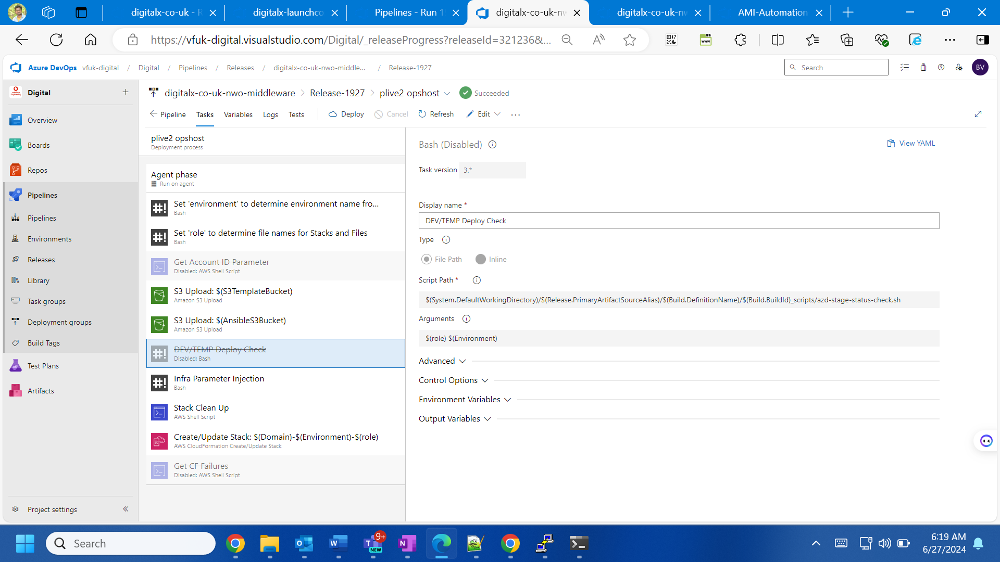 digitalx-co-uk - R
digitalx-launchco
Pipelines - Run 1
digitalx-co-uk-nw
digitalx-co-uk-nw
AMI-Automation
https://vfuk-digital.visualstudio.com/Digital/_releaseProgress?releaseId=321236&...
Azure DevOps vfuk-digital / Digital / Pipelines / Releases / digitalx-co-uk-nwo-middle... / Release-1927
Search
BV
Digital
Overview
Boards
Repos
Pipelines
Pipelines
Environments
Releases
Library
Task groups
Deployment groups
Build Tags
Test Plans
Artifacts
Project settings
digitalx-co-uk-nwo-middleware > Release-1927 > plive2 opshost
Succeeded
Pipeline Tasks Variables Logs Tests Deploy Cancel Refresh Edit ...
plive2 opshost
Deployment process
Agent phase
Run on agent
Set 'environment' to determine environment name fro...
Bash
Set 'role' to determine file names for Stacks and Files
Bash
Get Account ID Parameter
Disabled: AWS Shell Script
S3 Upload: $(S3TemplateBucket)
Amazon S3 Upload
S3 Upload: $(AnsibleS3Bucket)
Amazon S3 Upload
DEV/TEMP Deploy Check
Disabled: Bash
Infra Parameter Injection
Bash
Stack Clean Up
AWS Shell Script
Create/Update Stack: $(Domain)-$(Environment)-$(role)
AWS CloudFormation Create/Update Stack
Get CF Failures
Disabled: AWS Shell Script
Bash (Disabled)
View YAML
Task version 3.*
Display name *
DEV/TEMP Deploy Check
Type
File Path Inline
Script Path *
$(System.DefaultWorkingDirectory)/$(Release.PrimaryArtifactSourceAlias)/$(Build.DefinitionName)/$(Build.BuildId)_scripts/azd-stage-status-check.sh
Arguments
$(role) $(Environment)
Advanced
Control Options
Environment Variables
Output Variables
Search
9+
NEW
6:19 AM
6/27/2024